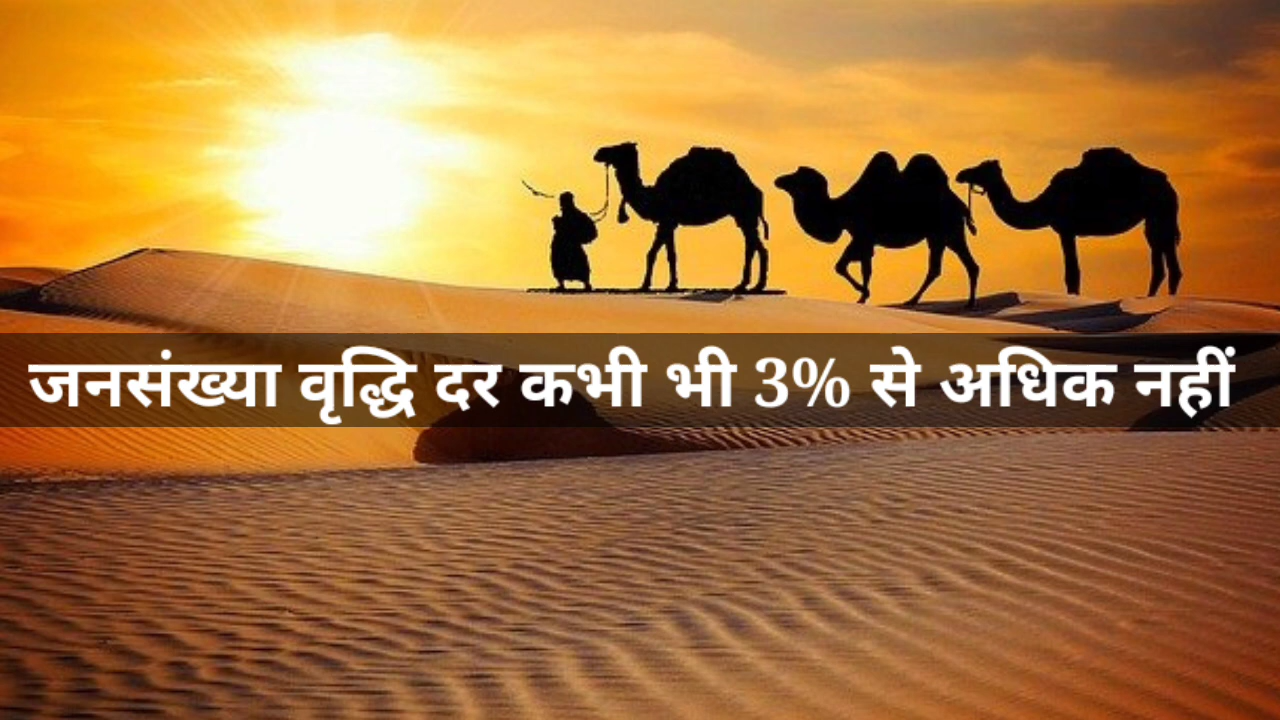 जनसंख्या वृद्धि दर कभी भी 3% से अधिक नहीं